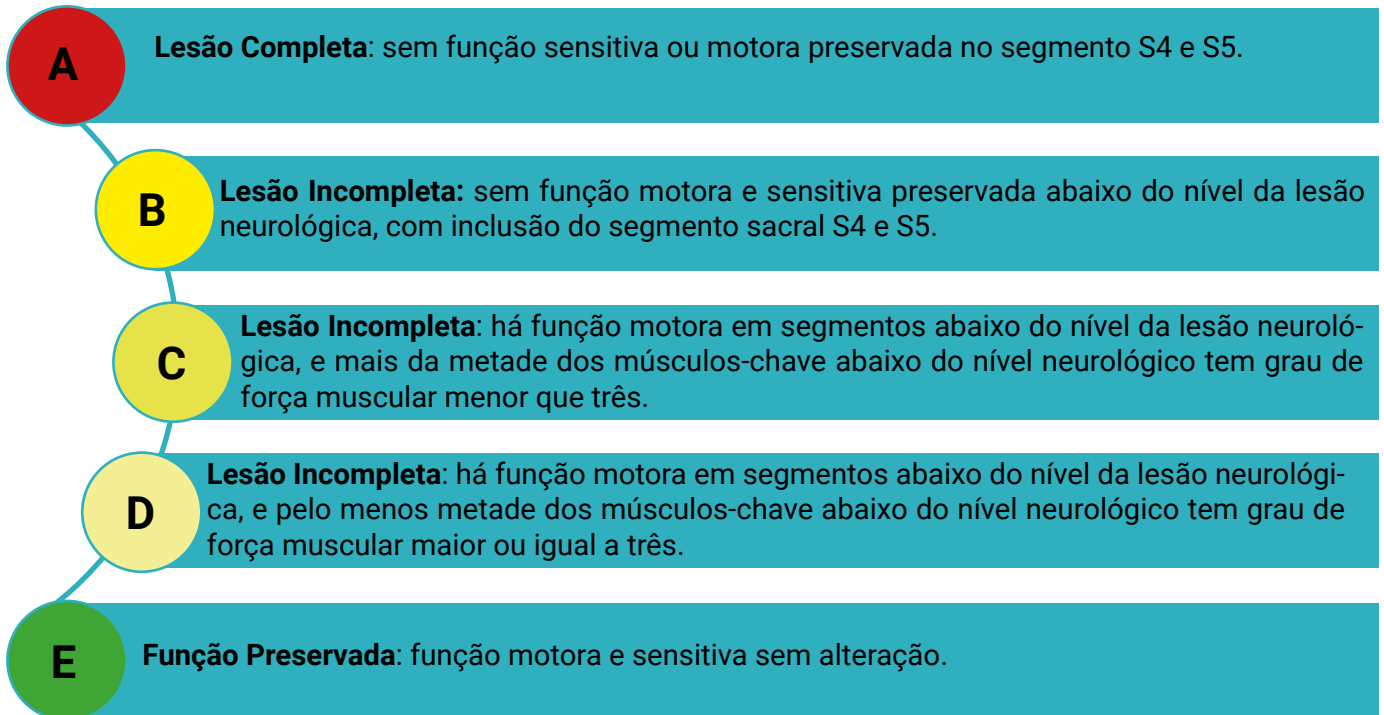 A
Lesão Completa: sem função sensitiva ou motora preservada no segmento S4 e S5.
B
Lesão Incompleta: sem função motora e sensitiva preservada abaixo do nível da lesão
neurológica, com inclusão do segmento sacral S4 e S5.
C
Lesão Incompleta: há função motora em segmentos abaixo do nível da lesão neuroló-
gica, e mais da metade dos músculos-chave abaixo do nível neurológico tem grau de
força muscular menor que três.
D
Lesão Incompleta: há função motora em segmentos abaixo do nível da lesão neurológi-
ca, e pelo menos metade dos músculos-chave abaixo do nível neurológico tem grau de
força muscular maior ou igual a três.
E
Função Preservada: função motora e sensitiva sem alteração.